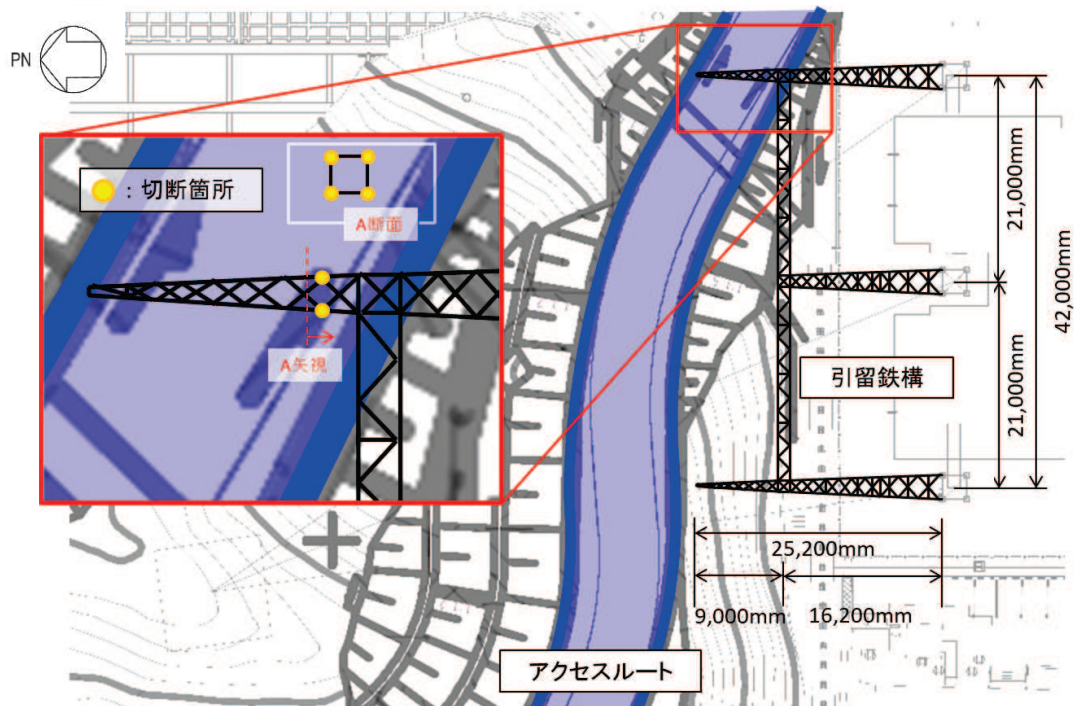 PN
：切断箇所
A断面
A矢視
21,000mm
42,000mm
21,000mm
引留鉄構
25,200mm
9,000mm
16,200mm
アクセスルート